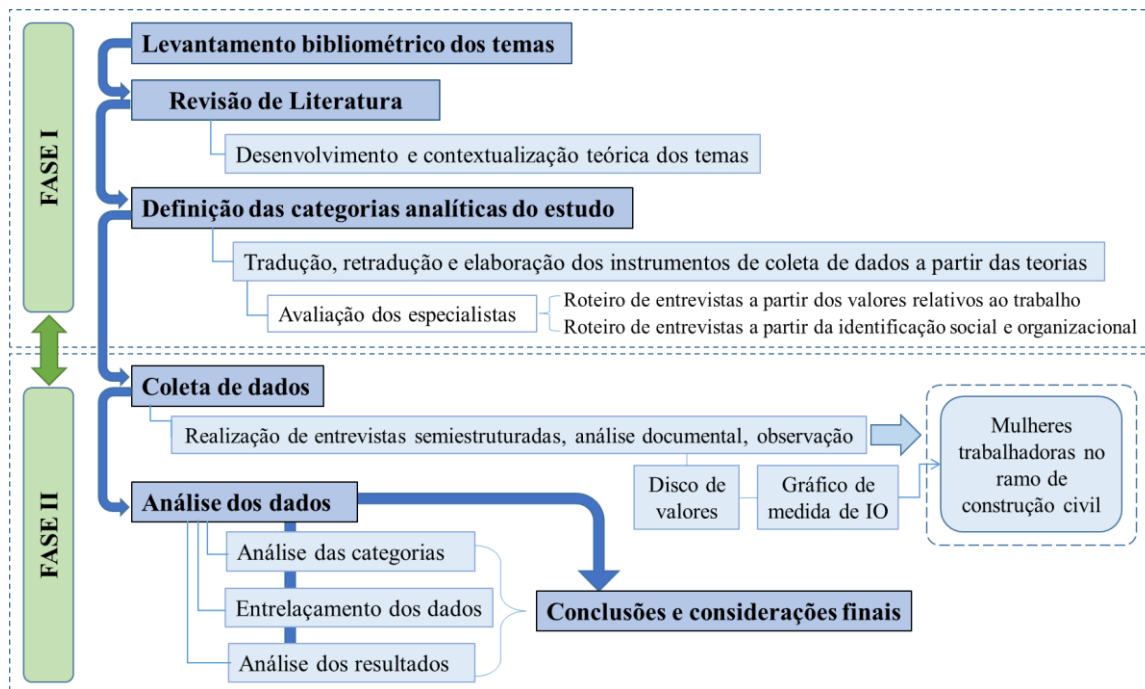 FASE I
Levantamento bibliométrico dos temas
Revisão de Literatura
Desenvolvimento e contextualização teórica dos temas
Definição das categorias analíticas do estudo
Tradução, retradução e elaboração dos instrumentos de coleta de dados a partir das teorias
Avaliação dos especialistas
Roteiro de entrevistas a partir dos valores relativos ao trabalho
Roteiro de entrevistas a partir da identificação social e organizacional
FASE II
Coleta de dados
Realização de entrevistas semiestruturadas, análise documental, observação
Disco de
valores
Gráfico de
medida de IO
Mulheres
trabalhadoras no
ramo de
construção civil
Análise dos dados
Análise das categorias
Entrelaçamento dos dados
Análise dos resultados
Conclusões e considerações finais